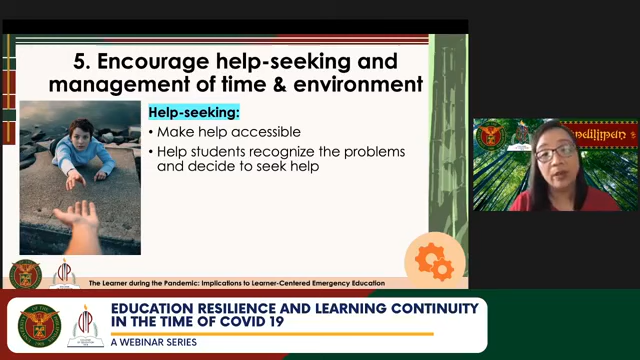 5. Encourage help-seeking and
management of time & environment
Help-seeking:
• Make help accessible
• Help students recognize the problems
and decide to seek help
The Learner during the Pandemic: Implications to Learner-Centered Emergency Education
EDUCATION RESILIENCE AND LEARNING CONTINUITY
IN THE TIME OF COVID 19
A WEBINAR SERIES